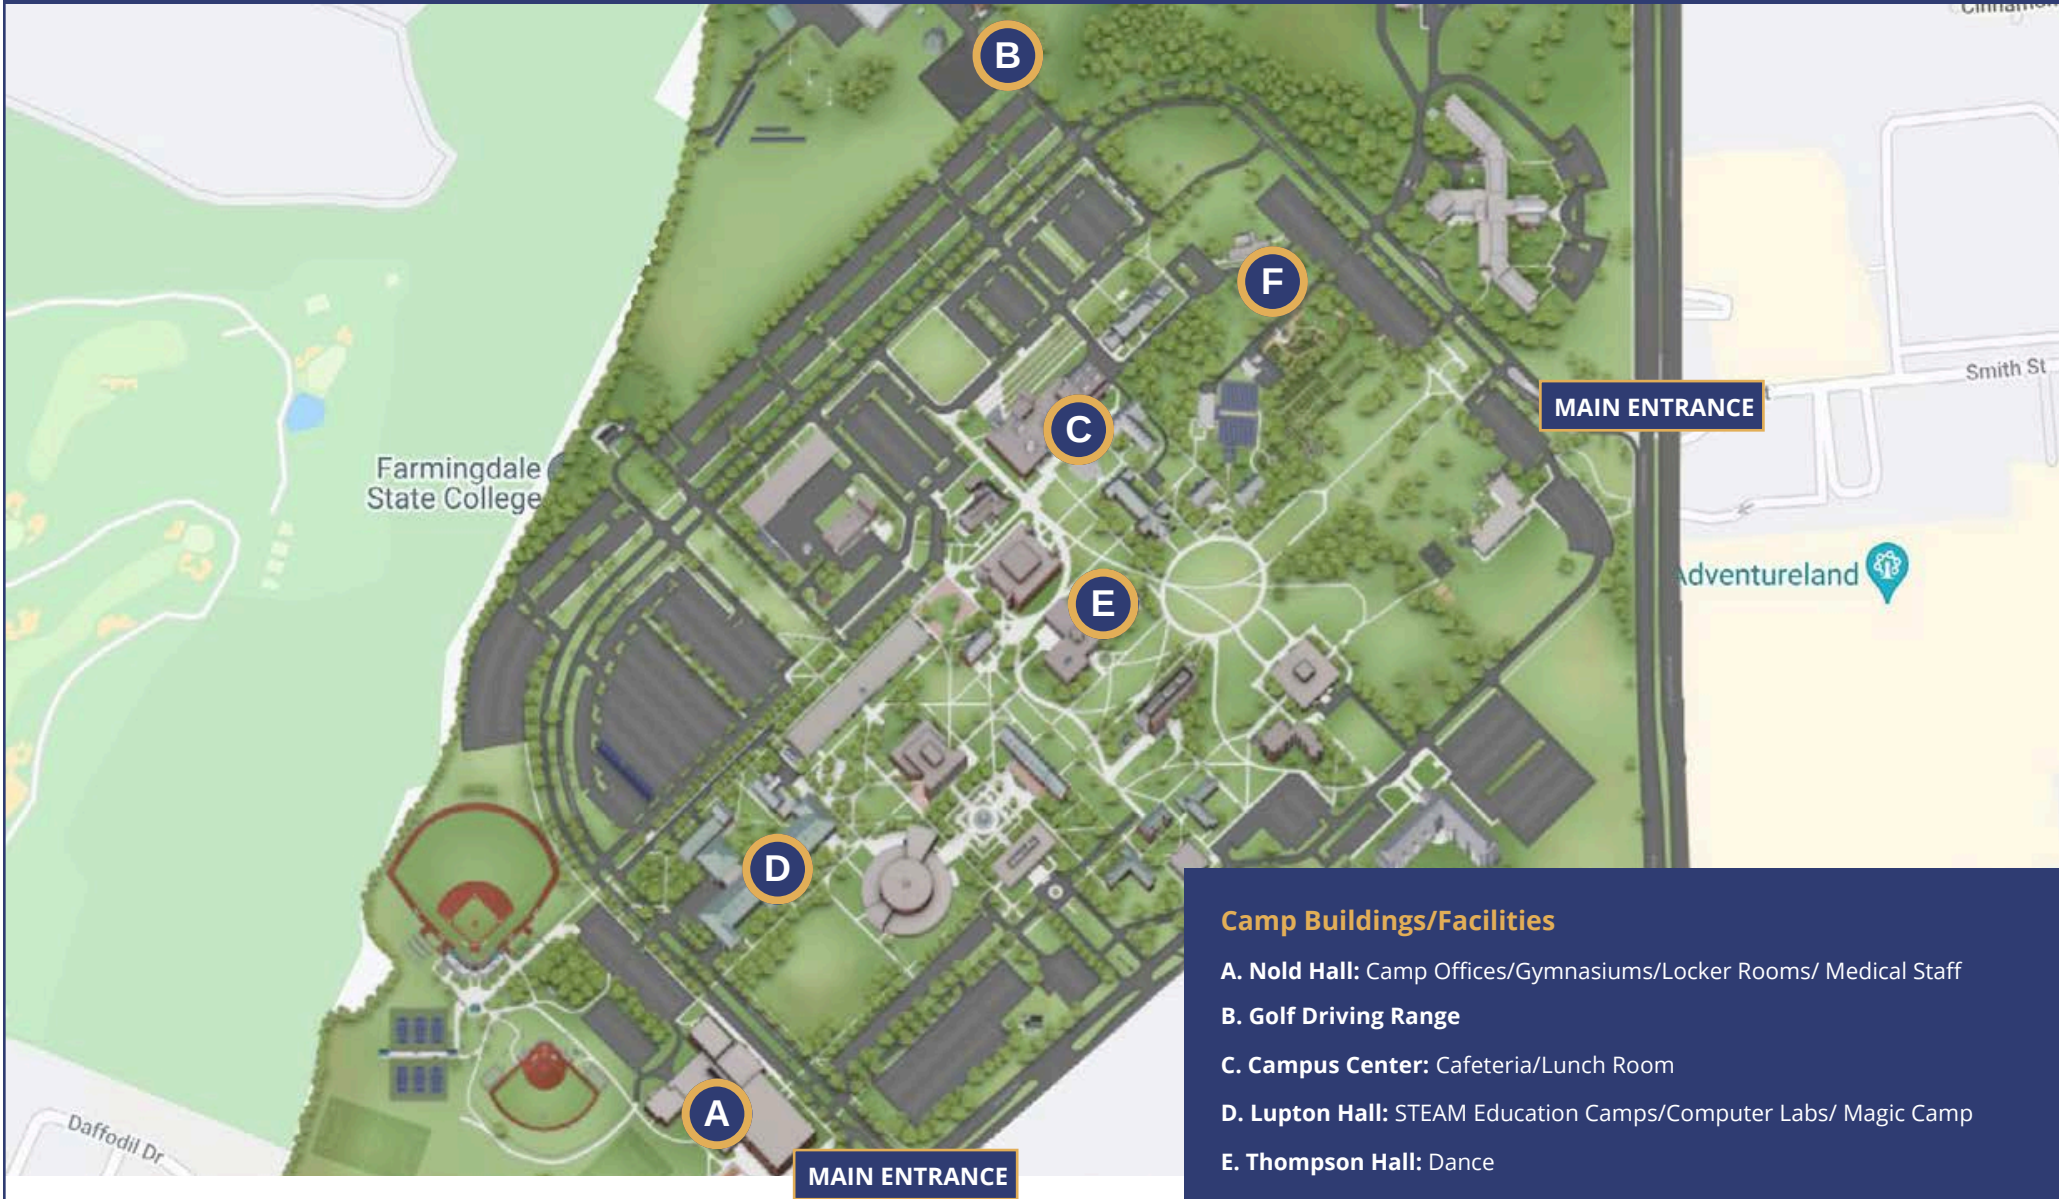 B
F
MAIN ENTRANCE
Smith St
C
Farmingdale
State College
Adventureland
E
D
A
Daffodil Dr
MAIN ENTRANCE
Camp Buildings/Facilities
A. Nold Hall: Camp Offices/Gymnasiums/Locker Rooms/ Medical Staff
B. Golf Driving Range
C. Campus Center: Cafeteria/Lunch Room
D. Lupton Hall: STEAM Education Camps/Computer Labs/ Magic Camp
E. Thompson Hall: Dance